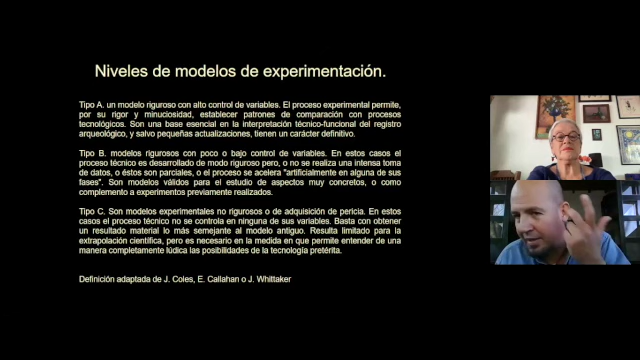 Niveles de modelos de experimentación.
Tipo A. un modelo riguroso con alto control de variables. El proceso experimental permite,
por su rigor y minuciosidad, establecer patrones de comparación con procesos
tecnológicos. Son una base esencial en la interpretación técnico-funcional del registro
arqueológico, y salvo pequeñas actualizaciones, tienen un carácter definitivo.
Tipo B. modelos rigurosos con poco o bajo control de variables. En estos casos el
proceso técnico es desarrollado de modo riguroso pero, o no se realiza una intensa toma
de datos, o éstos son parciales, o el proceso se acelera "artificialmente en alguna de sus
fases". Son modelos válidos para el estudio de aspectos muy concretos, o como
complemento a experimentos previamente realizados.
Tipo C. Son modelos experimentales no rigurosos o de adquisición de pericia. En estos
casos el proceso técnico no se controla en ninguna de sus variables. Basta con obtener
un resultado material lo más semejante al modelo antiguo. Resulta limitado para la
extrapolación científica, pero es necesario en la medida en que permite entender de una
manera completamente lúdica las posibilidades de la tecnología pretérita.
Definición adaptada de J. Coles, E. Callahan o J. Whittaker